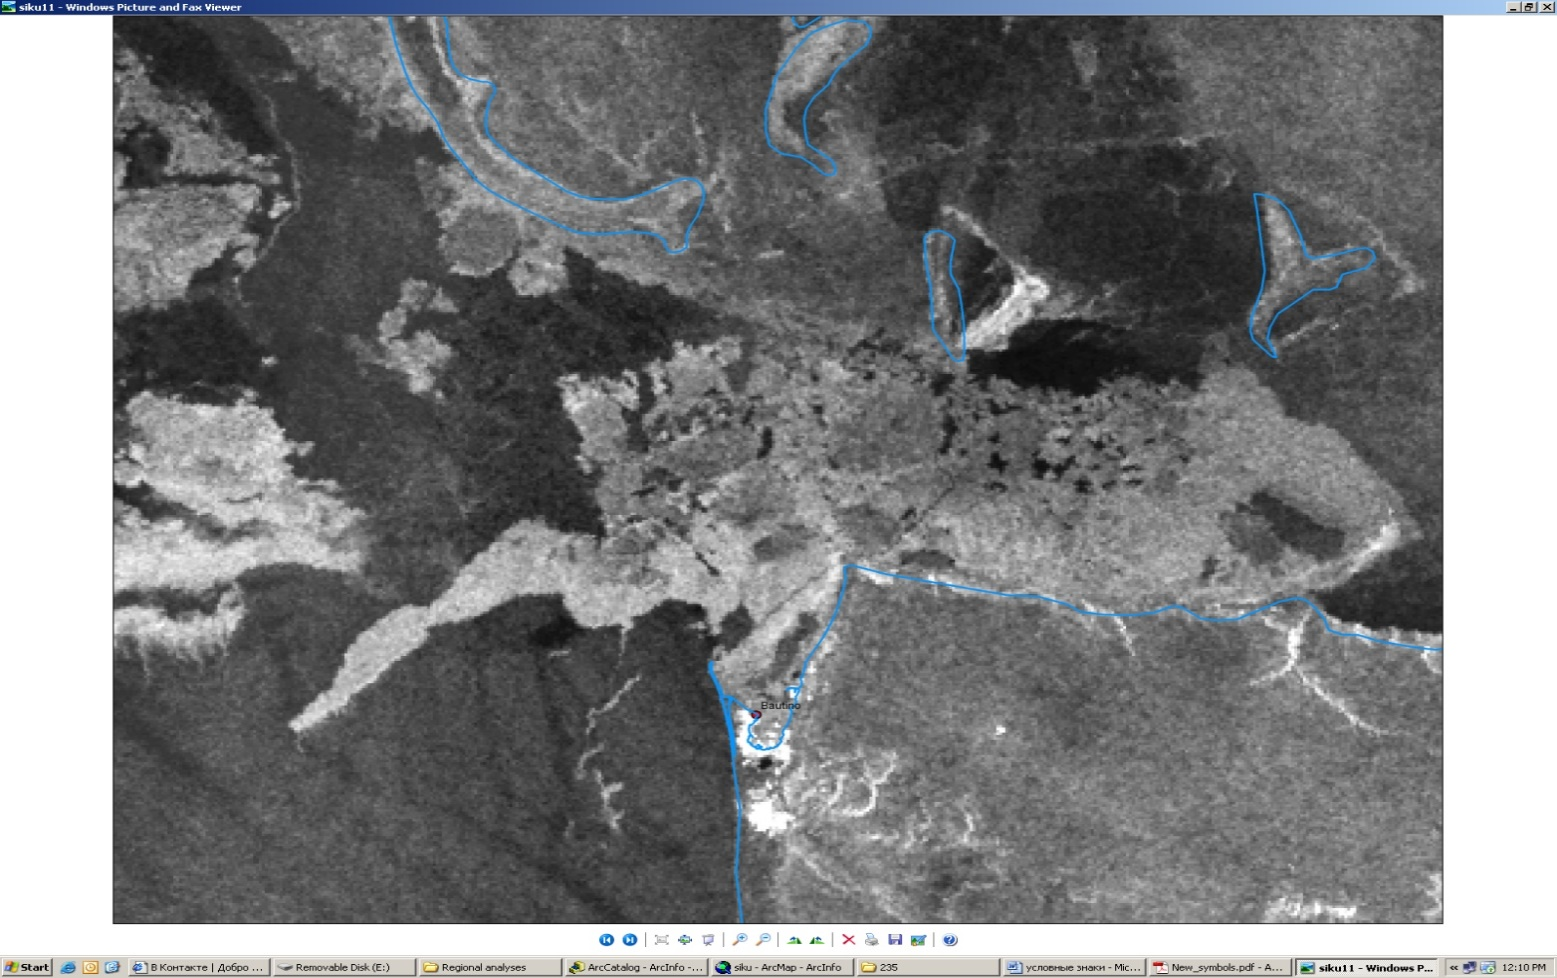 siku11 - Windows Picture and Fax Viewer
Bautino
Start
В Контакте | Добро ...
Removable Disk (E:)
Regional analyses
ArcCatalog - ArcInfo -...
siku - ArcMap - ArcInfo
235
условные знаки - Mic...
New_symbols.pdf - A...
siku11 - Windows P...
«
12:10 PM